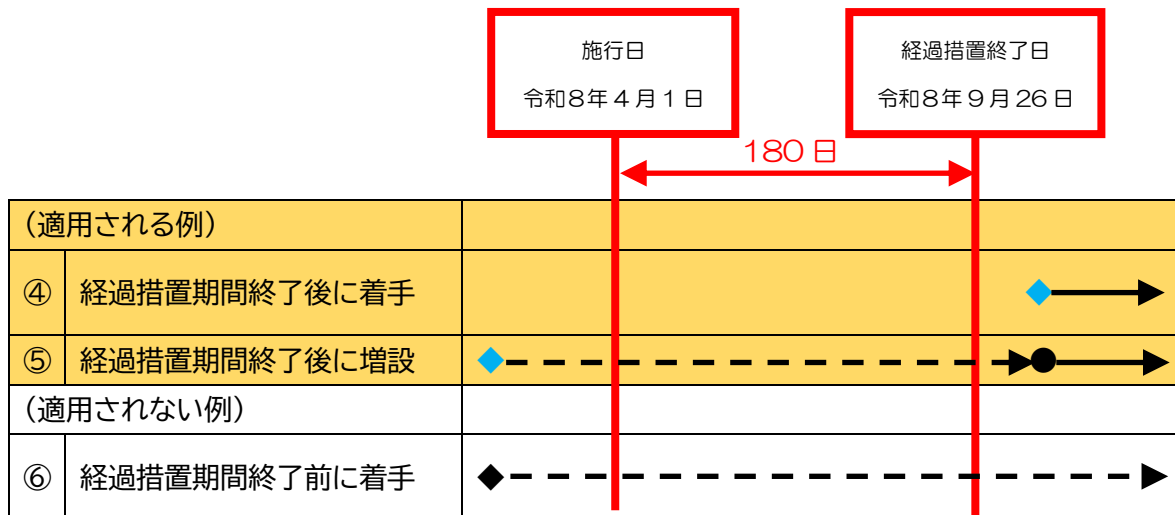 施行日
令和8年4月1日
経過措置終了日
令和8年9月26日
180日
(適用される例)
④ 経過措置期間終了後に着手
⑤ 経過措置期間終了後に増設
(適用されない例)
⑥ 経過措置期間終了前に着手